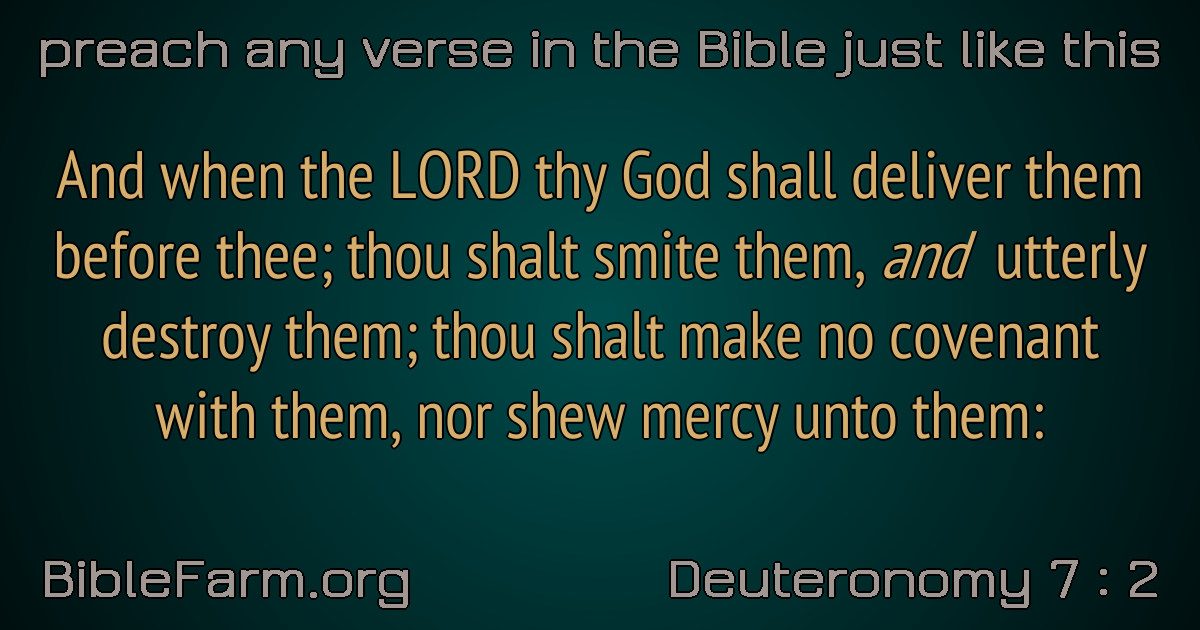 preach any verse in the Bible just like this
And when the LORD thy God shall deliver them
before thee; thou shalt smite them, and utterly
destroy them; thou shalt make no covenant
with them, nor shew mercy unto them:
BibleFarm.org
Deuteronomy 7 : 2